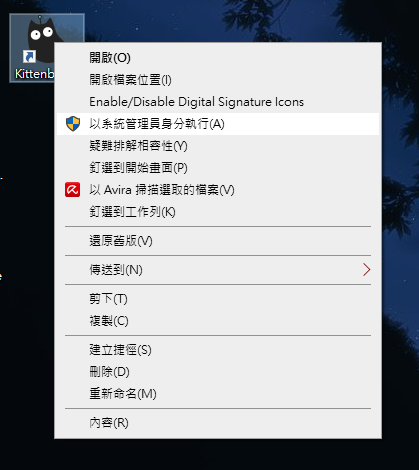 Kittenb
開啟(O)
開啟檔案位置(I)
Enable/Disable Digital Signature Icons
以系統管理員身分執行(A)
疑難排解相容性(Y)
釘選到開始畫面(P)
以 Avira 掃描選取的檔案(V)
釘選到工作列(K)
還原舊版(V)
傳送到(N)
剪下(T)
複製(C)
建立捷徑(S)
刪除(D)
重新命名(M)
內容(R)